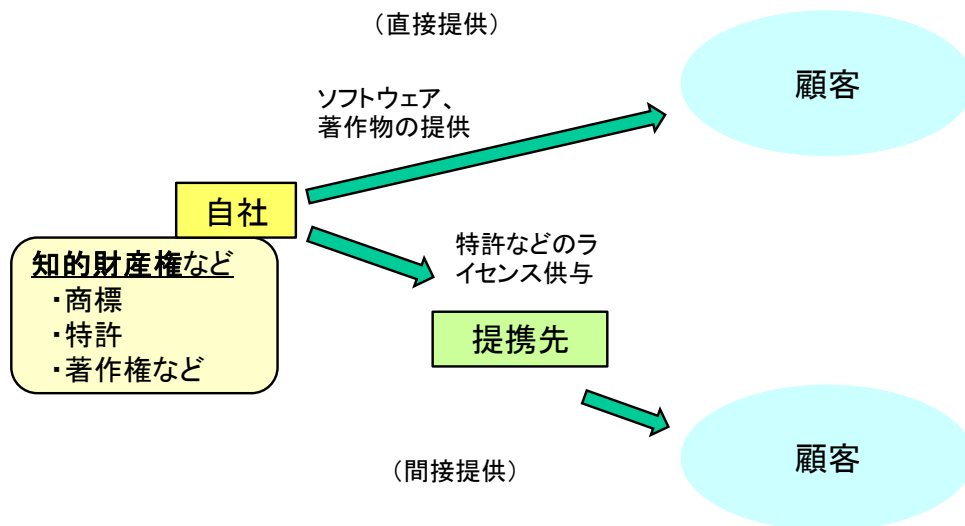 （直接提供）
顧客
ソフトウェア、
著作物の提供
自社
知的財産権など
・商標
・特許
・著作権など
特許などのラ
イセンス供与
提携先
（間接提供）
顧客